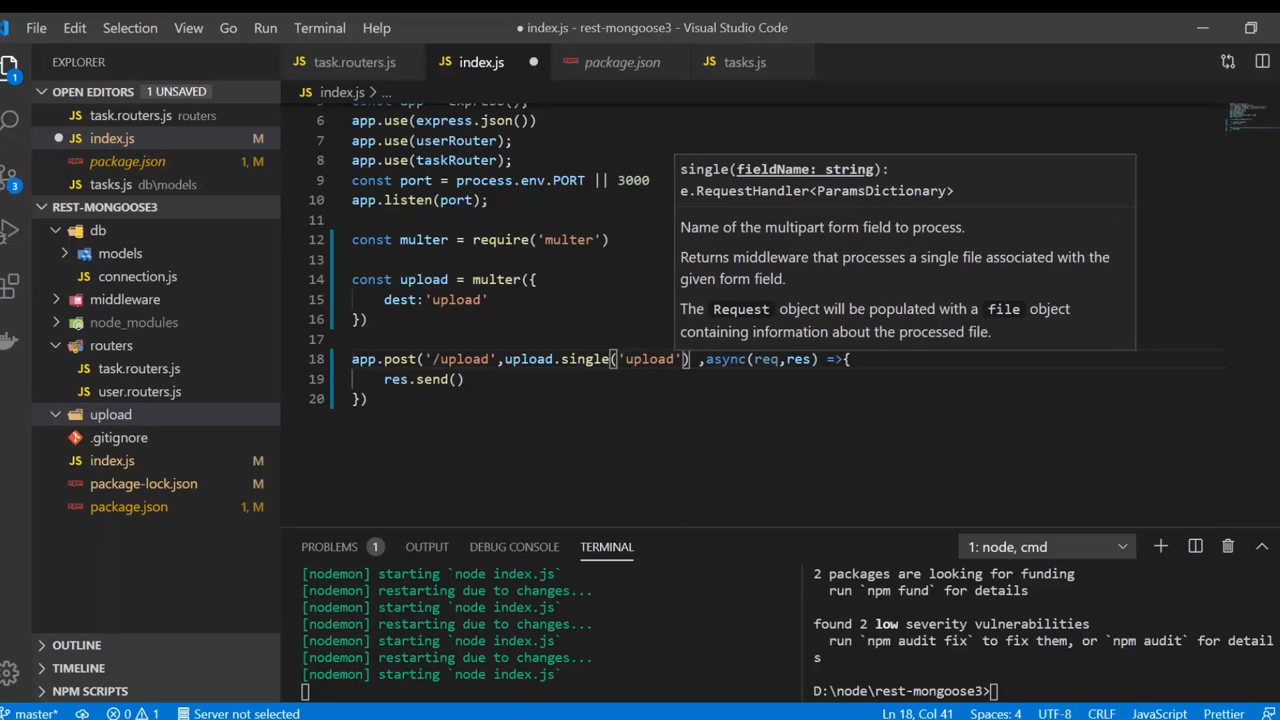 File Edit Selection View Go Run Terminal Help ● index.js - rest-mongoose3 - Visual Studio Code
EXPLORER
task.routers.js index.js package.json tasks.js
OPEN EDITORS 1 UNSAVED
task.routers.js routers
index.js M
package.json 1, M
tasks.js db\models
REST-MONGOOSE3
db
models
connection.js
middleware
node_modules
routers
task.routers.js
user.routers.js
upload
.gitignore
index.js M
package-lock.json M
package.json 1, M
OUTLINE
TIMELINE
NPM SCRIPTS
1
3
index.js > ...
const app = express();
6 app.use(express.json())
7 app.use(userRouter);
8 app.use(taskRouter);
9 const port = process.env.PORT || 3000
10 app.listen(port);
11
12 const multer = require('multer')
13
14 const upload = multer({
15 dest:'upload'
16 })
17
18 app.post('/upload',upload.single('upload') ,async(req,res) =>{
19 res.send()
20 })
single(fieldName: string):
e.RequestHandler<ParamsDictionary>
Name of the multipart form field to process.
Returns middleware that processes a single file associated with the
given form field.
The Request object will be populated with a file object
containing information about the processed file.
PROBLEMS 1 OUTPUT DEBUG CONSOLE TERMINAL 1: node, cmd
[nodemon] starting `node index.js`
[nodemon] restarting due to changes...
[nodemon] starting `node index.js`
[nodemon] restarting due to changes...
[nodemon] starting `node index.js`
[nodemon] restarting due to changes...
[nodemon] starting `node index.js`
2 packages are looking for funding
run `npm fund` for details
found 2 low severity vulnerabilities
run `npm audit fix` to fix them, or `npm audit` for detail
s
D:\node\rest-mongoose3>
main* 0 1 Server not selected Ln 18, Col 41 Spaces: 4 UTF-8 CRLF JavaScript Prettier